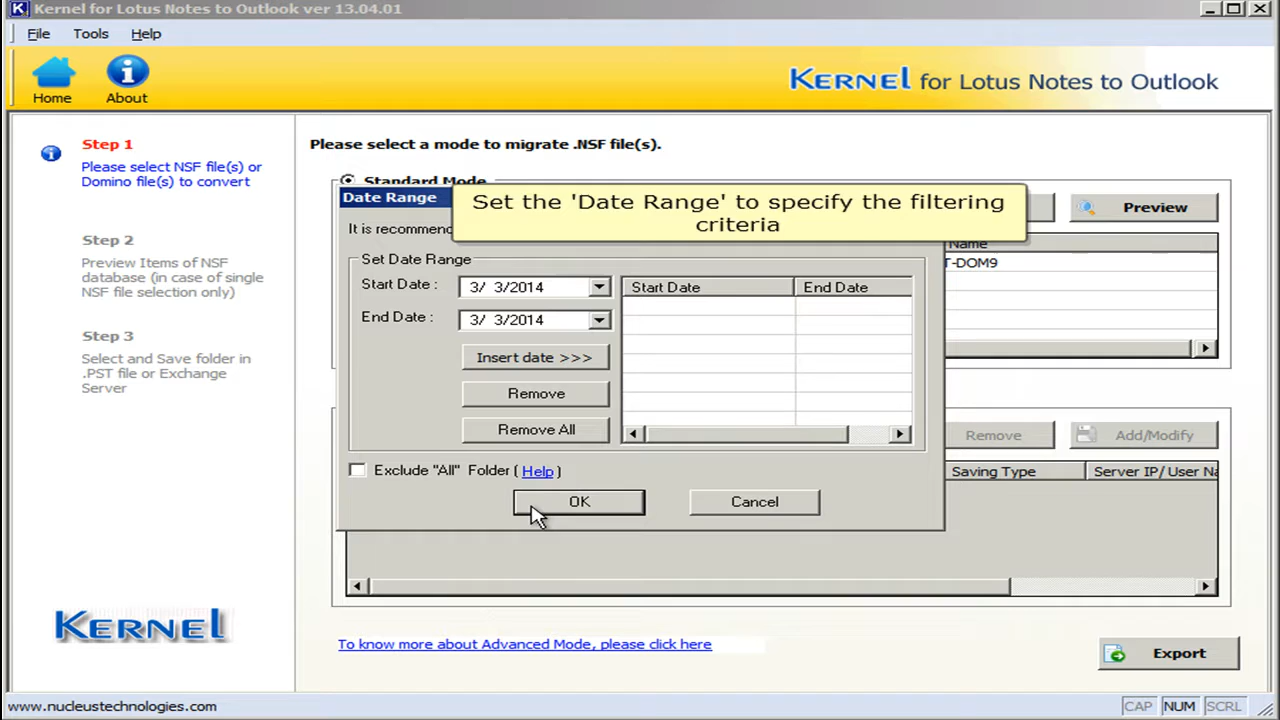 Kernel for Lotus Notes to Outlook ver 13.04.01
File Tools Help
Home About
KERNEL for Lotus Notes to Outlook
Step 1
Please select NSF file(s) or
Domino file(s) to convert
Step 2
Preview Items of NSF
database (in case of single
NSF file selection only)
Step 3
Select and Save folder in
.PST file or Exchange
Server
KERNEL
Please select a mode to migrate .NSF file(s).
Standard Mode
Preview
Name
T-DOM9
Date Range
Set the 'Date Range' to specify the filtering
criteria
It is recommen
Set Date Range
Start Date : 3/ 3/2014
End Date : 3/ 3/2014
Insert date >>>
Remove
Remove All
Start Date End Date
Exclude "All" Folder ( Help )
OK Cancel
Remove Add/Modify
Saving Type Server IP/ User Na
To know more about Advanced Mode, please click here
Export
www.nucleustechnologies.com
CAP NUM SCRL